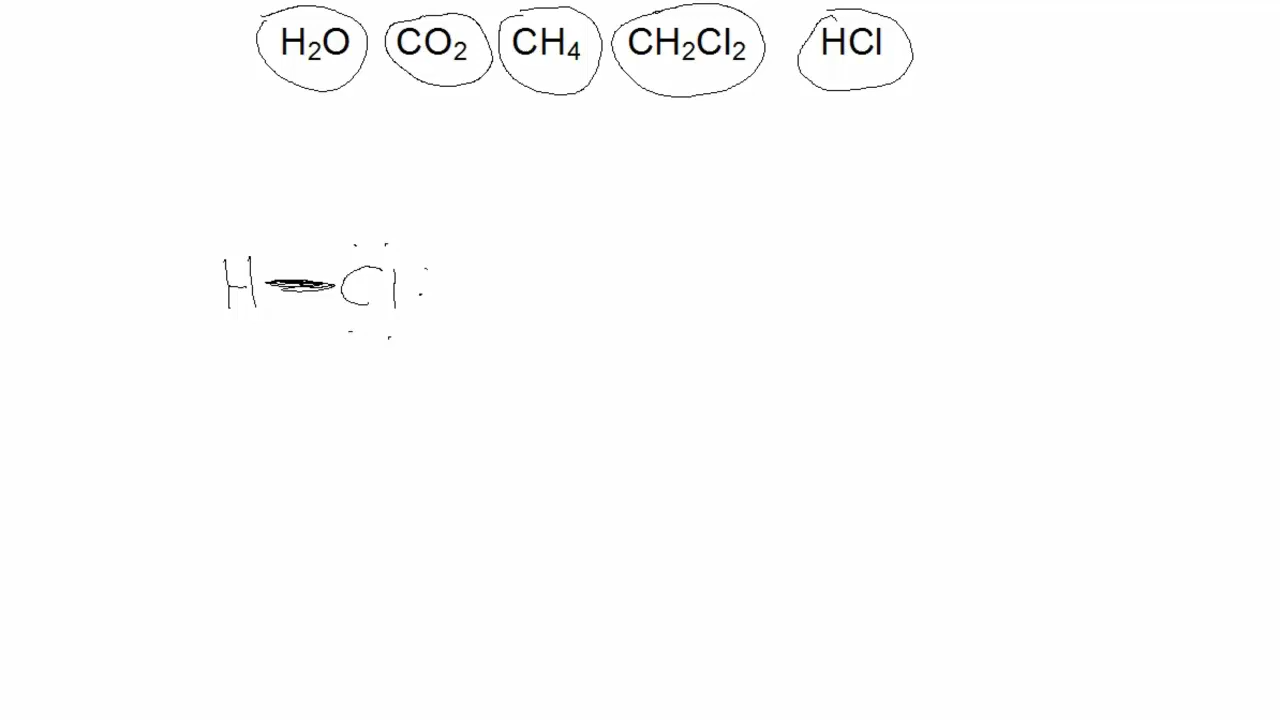 H₂O CO₂ CH₄ CH₂Cl₂ HCl
H—Cl: